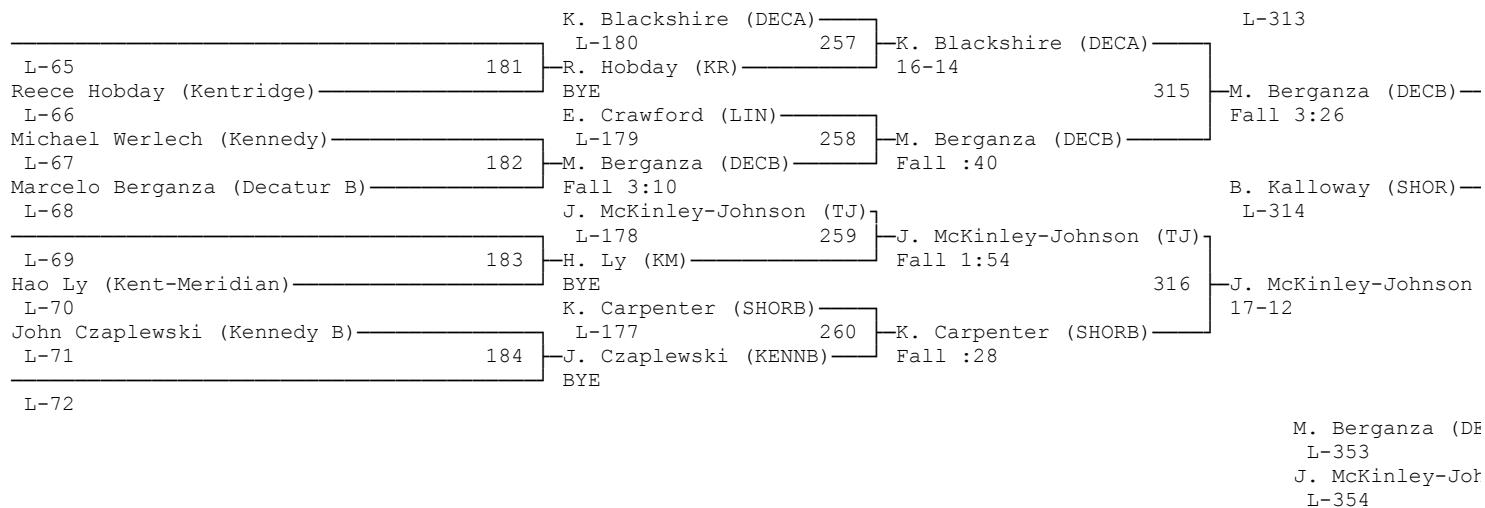 K. Blackshire (DECA) L-313
L-180 257 K. Blackshire (DECA)
L-65 181 R. Hobday (KR) 16-14
Reece Hobday (Kentridge) BYE 315 M. Berganza (DECB)
L-66 E. Crawford (LIN) Fall 3:26
Michael Werlech (Kennedy) L-179 258 M. Berganza (DECB)
L-67 182 M. Berganza (DECB) Fall :40
Marcelo Berganza (Decatur B) Fall 3:10 B. Kalloway (SHOR)
L-68 J. McKinley-Johnson (TJ) L-314
L-178 259 J. McKinley-Johnson (TJ)
L-69 183 H. Ly (KM) Fall 1:54
Hao Ly (Kent-Meridian) BYE 316 J. McKinley-Johnson
L-70 K. Carpenter (SHORB) 17-12
John Czaplewski (Kennedy B) L-177 260 K. Carpenter (SHORB)
L-71 184 J. Czaplewski (KENNB) Fall :28
BYE
L-72
M. Berganza (DE
L-353
J. McKinley-Joh
L-354